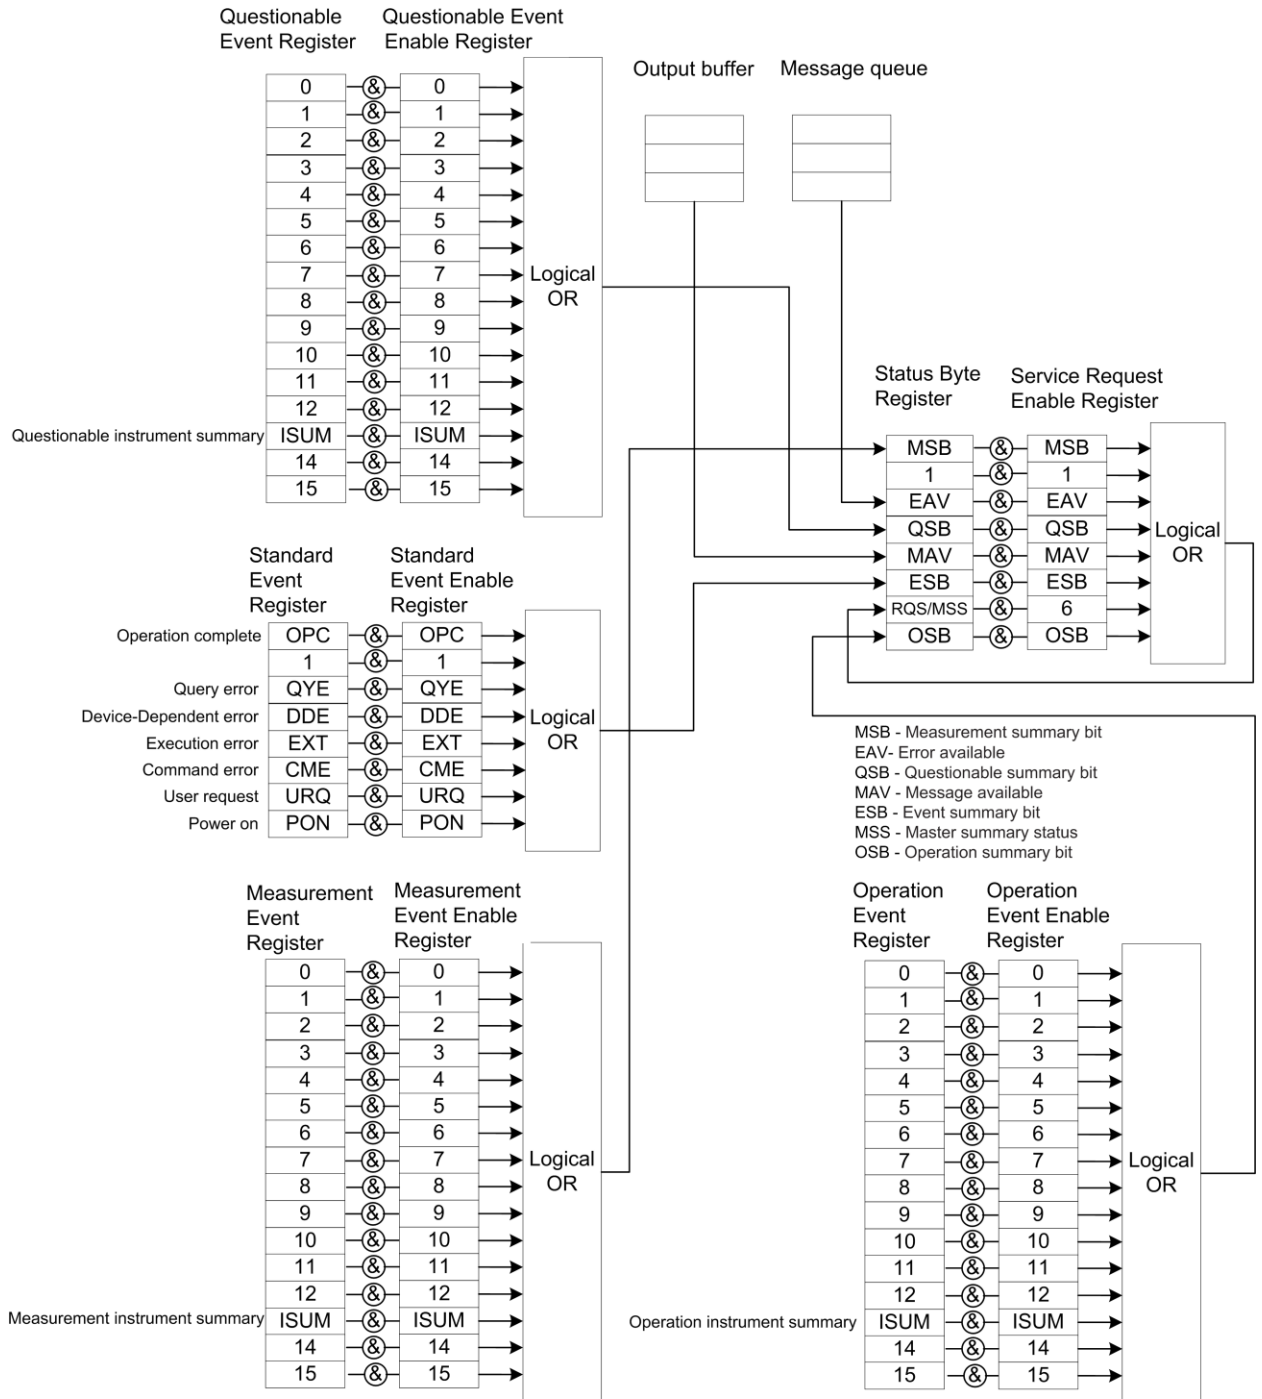 Questionable
Event Register
Questionable Event
Enable Register
0 & 0
1 & 1
2 & 2
3 & 3
4 & 4
5 & 5
6 & 6
7 & 7
8 & 8
9 & 9
10 & 10
11 & 11
12 & 12
Questionable instrument summary ISUM & ISUM
14 & 14
15 & 15
Logical
OR
Output buffer
Message queue
Status Byte
Register
Service Request
Enable Register
MSB & MSB
1 & 1
EAV & EAV
QSB & QSB
MAV & MAV
ESB & ESB
RQS/MSS & 6
OSB & OSB
Logical
OR
Standard
Event
Register
Standard
Event Enable
Register
Operation complete OPC & OPC
1 & 1
Query error QYE & QYE
Device-Dependent error DDE & DDE
Execution error EXT & EXT
Command error CME & CME
User request URQ & URQ
Power on PON & PON
Logical
OR
MSB - Measurement summary bit
EAV- Error available
QSB - Questionable summary bit
MAV - Message available
ESB - Event summary bit
MSS - Master summary status
OSB - Operation summary bit
Measurement
Event
Register
Measurement
Event Enable
Register
0 & 0
1 & 1
2 & 2
3 & 3
4 & 4
5 & 5
6 & 6
7 & 7
8 & 8
9 & 9
10 & 10
11 & 11
12 & 12
Measurement instrument summary ISUM & ISUM
14 & 14
15 & 15
Logical
OR
Operation
Event
Register
Operation
Event Enable
Register
0 & 0
1 & 1
2 & 2
3 & 3
4 & 4
5 & 5
6 & 6
7 & 7
8 & 8
9 & 9
10 & 10
11 & 11
12 & 12
Operation instrument summary ISUM & ISUM
14 & 14
15 & 15
Logical
OR